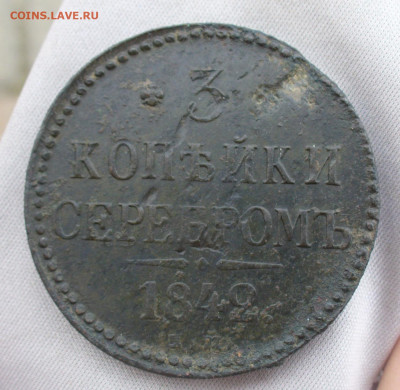 COINS.LAVE.RU
3
КОПѢЙКИ
СЕРЕБРОМЪ
1842